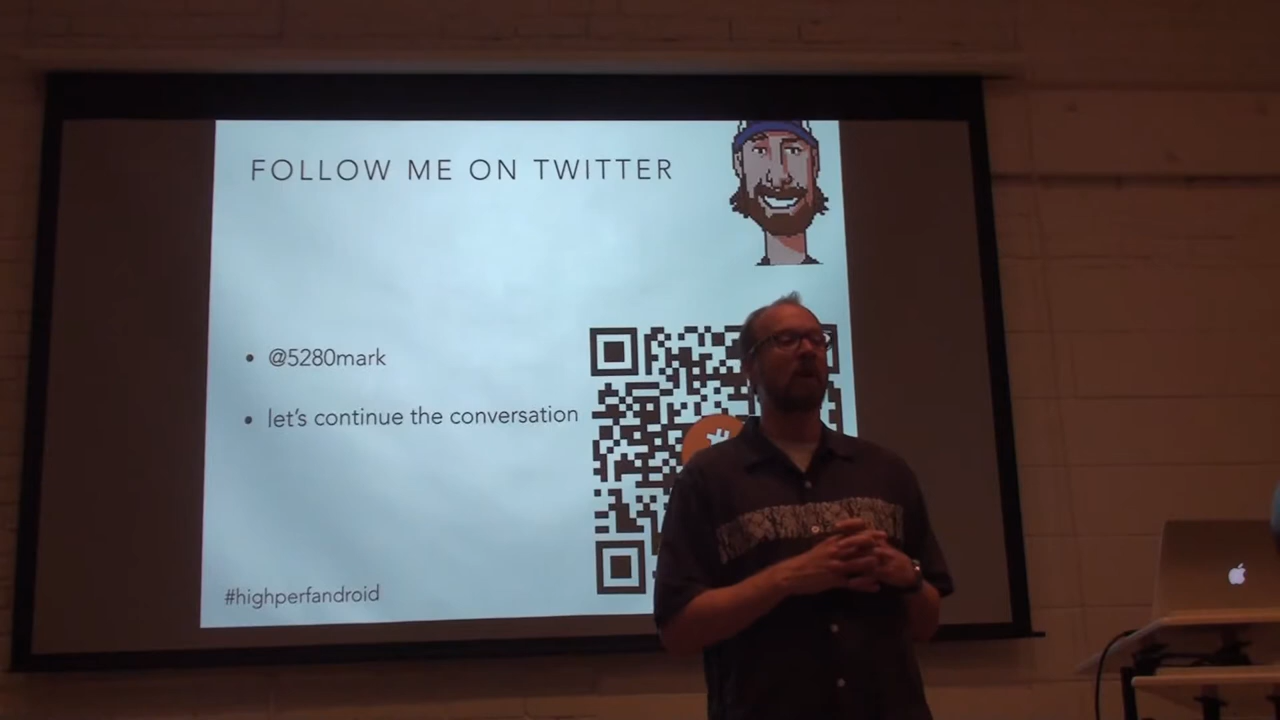 FOLLOW ME ON TWITTER
• @5280mark
• let's continue the conversation
#highperfandroid